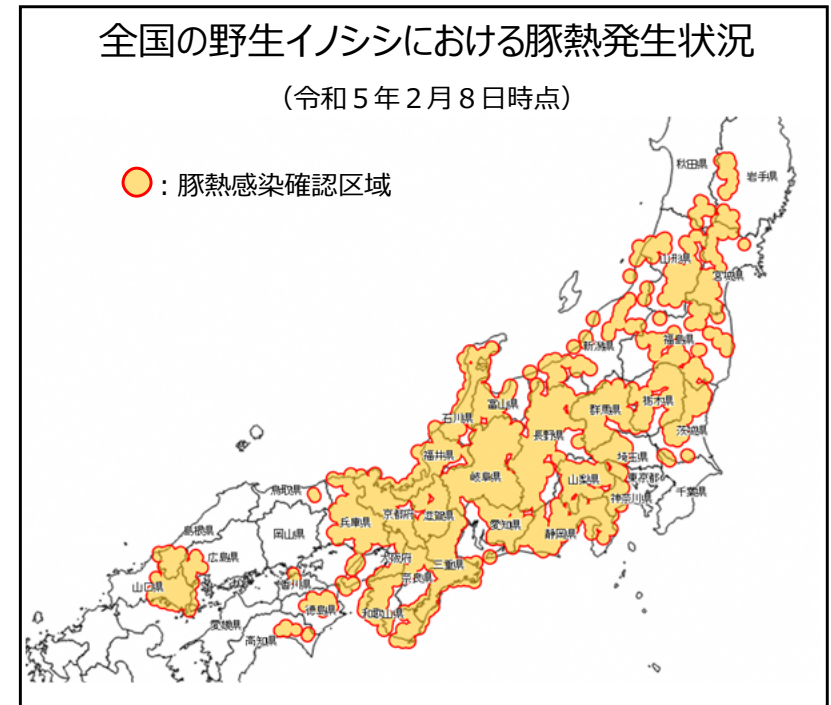 全国の野生イノシシにおける豚熱発生状況
（令和５年２月８日時点）
：豚熱感染確認区域
秋田県
岩手県
山形県
宮城県
新潟県
福島県
石川県
富山県
群馬県
栃木県
茨城県
長野県
福井県
埼玉県
岐阜県
山梨県
東京都
千葉県
神奈川県
鳥取県
兵庫県
京都府
滋賀県
愛知県
静岡県
島根県
岡山県
広島県
大阪府
三重県
奈良県
山口県
香川県
徳島県
和歌山県
愛媛県
高知県